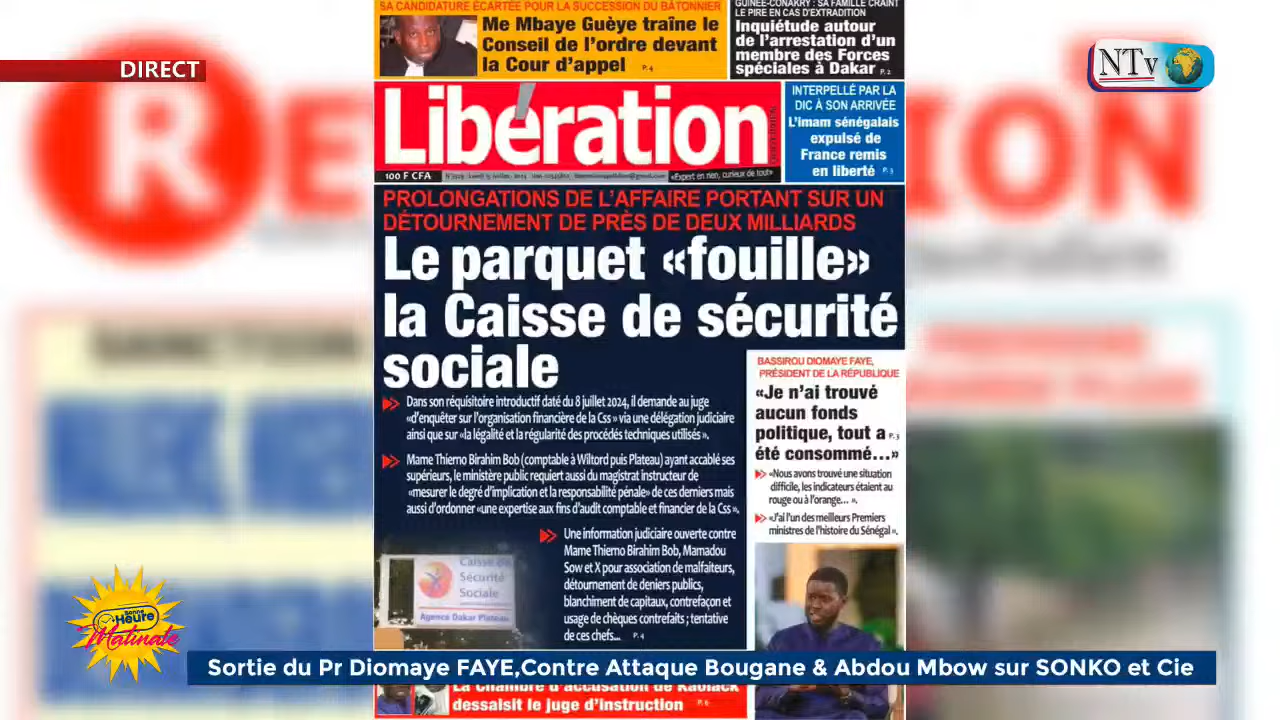 SA CANDIDATURE ÉCARTÉE POUR LA SUCCESSION DU BÂTONNIER
Me Mbaye Guèye traîne le
Conseil de l'ordre devant
la Cour d'appel P.4
GUINÉE-CONAKRY : SA FAMILLE CRAINT
LE PIRE EN CAS D'EXTRADITION
Inquiétude autour
de l'arrestation d'un
membre des Forces
spéciales à Dakar P.2
DIRECT
NTv
Libération
100 F CFA
«Expert en rien, curieux de tout»
INTERPELLÉ PAR LA
DIC À SON ARRIVÉE
L'imam sénégalais
expulsé de
France remis
en liberté P.3
PROLONGATIONS DE L'AFFAIRE PORTANT SUR UN
DÉTOURNEMENT DE PRÈS DE DEUX MILLIARDS
Le parquet «fouille»
la Caisse de sécurité
sociale
Dans son réquisitoire introductif daté du 8 juillet 2024, il demande au juge
«d'enquêter sur l'organisation financière de la Css» via une délégation judiciaire
ainsi que sur «la légalité et la régularité des procédés techniques utilisés».
Mame Thierno Birahim Bob (comptable à Wiltord puis Plateau) ayant accablé ses
supérieurs, le ministère public requiert aussi du magistrat instructeur de
«mesurer le degré d'implication et la responsabilité pénale» de ces derniers mais
aussi d'ordonner «une expertise aux fins d'audit comptable et financier de la Css».
Une information judiciaire ouverte contre
Mame Thierno Birahim Bob, Mamadou
Sow et X pour association de malfaiteurs,
détournement de deniers publics,
blanchiment de capitaux, contrefaçon et
usage de chèques contrefaits ; tentative
de ces chefs... P.4
Caisse de
Sécurité
Sociale
Agence Dakar Plateau
BASSIROU DIOMAYE FAYE,
PRÉSIDENT DE LA RÉPUBLIQUE
«Je n'ai trouvé
aucun fonds
politique, tout a P.3
été consommé...»
«Nous avons trouvé une situation
difficile, les indicateurs étaient au
rouge ou à l'orange... ».
«J'ai l'un des meilleurs Premiers
ministres de l'histoire du Sénégal».
Bonne
Heure
Matinale
Sortie du Pr Diomaye FAYE,Contre Attaque Bougane & Abdou Mbow sur SONKO et Cie
La Chambre d'accusation de Kaolack
dessaisit le juge d'instruction P.6